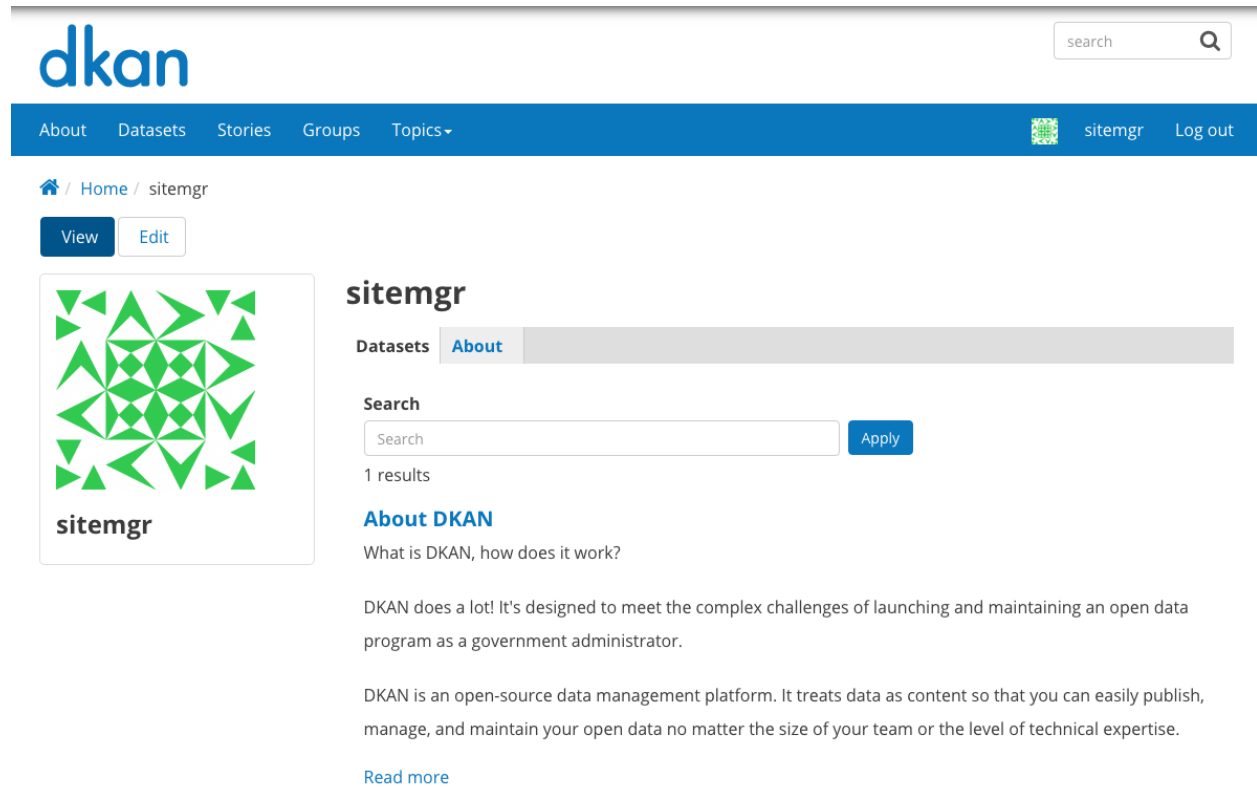 dkan
search
About Datasets Stories Groups Topics
sitemgr Log out
/ Home / sitemgr
View Edit
sitemgr
sitemgr
Datasets About
Search
Search Apply
1 results
About DKAN
What is DKAN, how does it work?
DKAN does a lot! It's designed to meet the complex challenges of launching and maintaining an open data
program as a government administrator.
DKAN is an open-source data management platform. It treats data as content so that you can easily publish,
manage, and maintain your open data no matter the size of your team or the level of technical expertise.
Read more